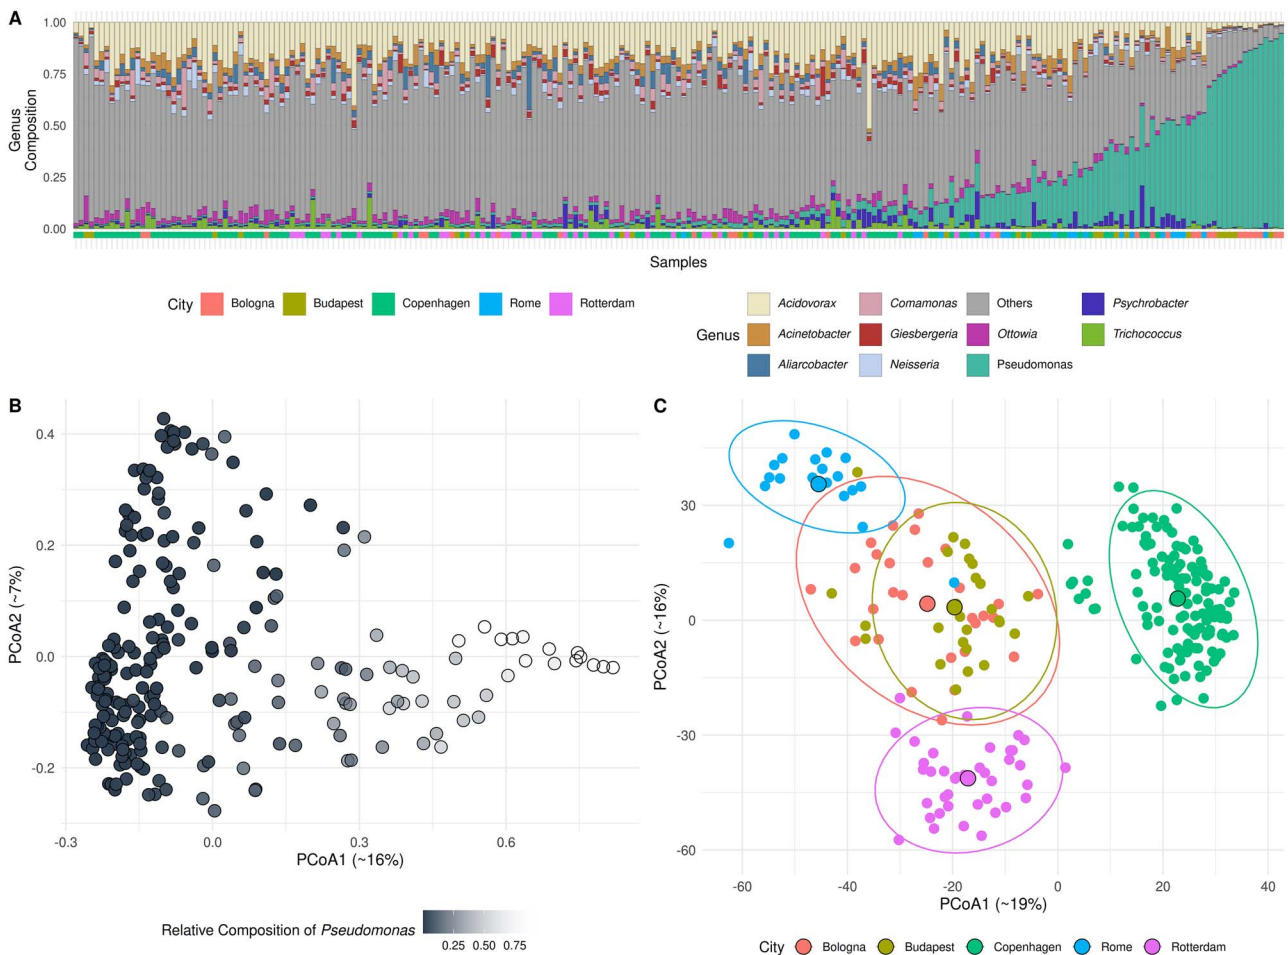 A
1.00
0.75
0.50
0.25
0.00
Genus
Composition
Samples
City
Bologna
Budapest
Copenhagen
Rome
Rotterdam
Genus
Acidovorax
Comamonas
Others
Psychrobacter
Acinetobacter
Giesbergeria
Ottowia
Trichococcus
Aliarcobacter
Neisseria
Pseudomonas
B
0.4
0.2
0.0
-0.2
PCoA2 (~7%)
-0.3
0.0
0.3
0.6
PCoA1 (~16%)
Relative Composition of Pseudomonas
0.25 0.50 0.75
C
30
0
-30
-60
PCoA2 (~16%)
-60
-40
-20
0
20
40
PCoA1 (~19%)
City
Bologna
Budapest
Copenhagen
Rome
Rotterdam